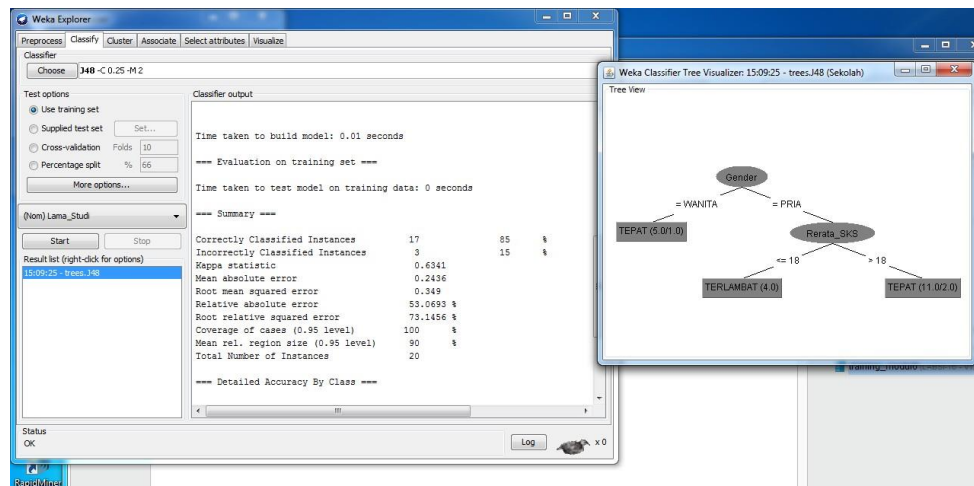 Weka Explorer
Preprocess Classify Cluster Associate Select attributes Visualize
Classifier
Choose J48 -C 0.25 -M 2
Test options
Use training set
Supplied test set Set...
Cross-validation Folds 10
Percentage split % 66
More options...
(Nom) Lama_Studi
Start Stop
Result list (right-click for options)
15:09:25 - trees.J48
Classifier output
Time taken to build model: 0.01 seconds
=== Evaluation on training set ===
Time taken to test model on training data: 0 seconds
=== Summary ===
Correctly Classified Instances 17 85 %
Incorrectly Classified Instances 3 15 %
Kappa statistic 0.6341
Mean absolute error 0.2436
Root mean squared error 0.349
Relative absolute error 53.0693 %
Root relative squared error 73.1456 %
Coverage of cases (0.95 level) 100 %
Mean rel. region size (0.95 level) 90 %
Total Number of Instances 20
=== Detailed Accuracy By Class ===
Status
OK
Log x 0
Weka Classifier Tree Visualizer: 15:09:25 - trees.J48 (Sekolah)
Tree View
Gender
= WANITA = PRIA
TEPAT (5.0/1.0) Rerata_SKS
<= 18 > 18
TERLAMBAT (4.0) TEPAT (11.0/2.0)
RapidMiner